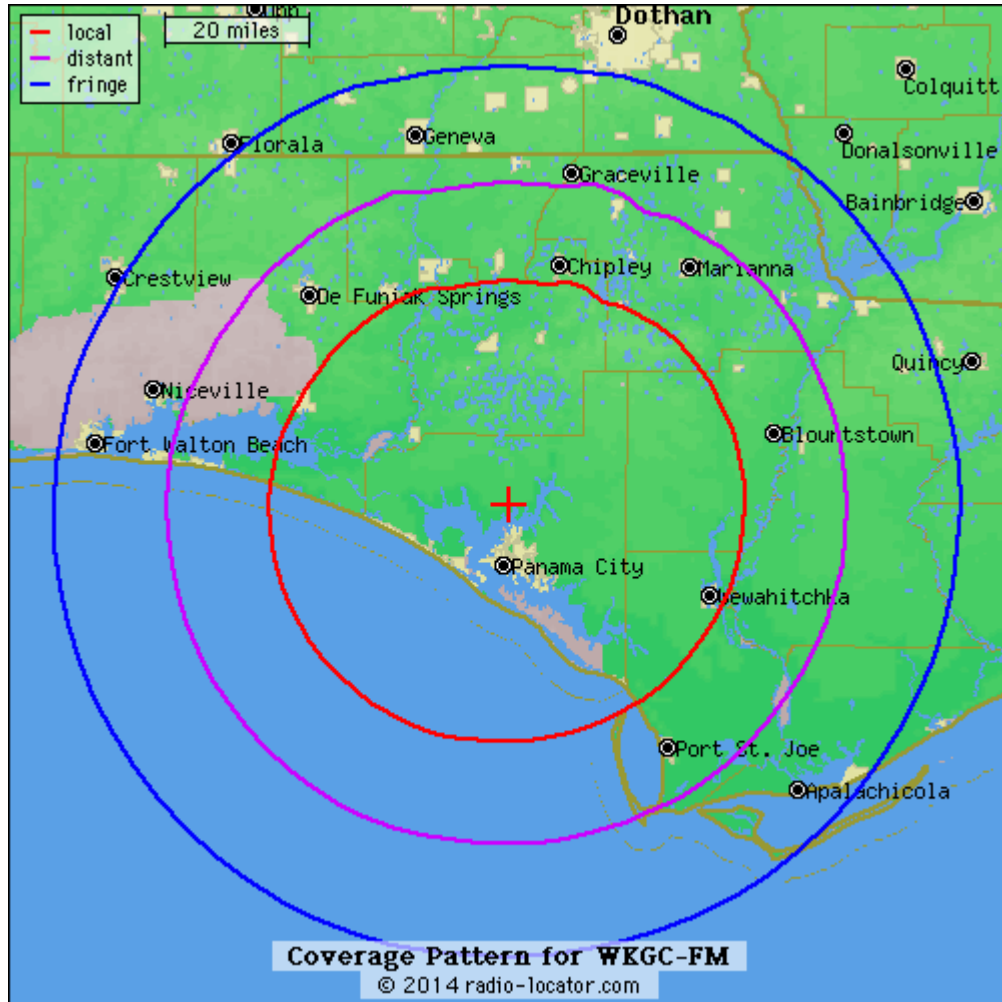 local
distant
fringe
20 miles
Opp
Dothan
Colquitt
Florala
Geneva
Donalsonville
Graceville
Bainbridge
Crestview
Chipley
Marianna
De Funiak Springs
Niceville
Quincy
Fort Walton Beach
Blountstown
Panama City
Wewahitchka
Port St. Joe
Apalachicola
Coverage Pattern for WKGC-FM
© 2014 radio-locator.com